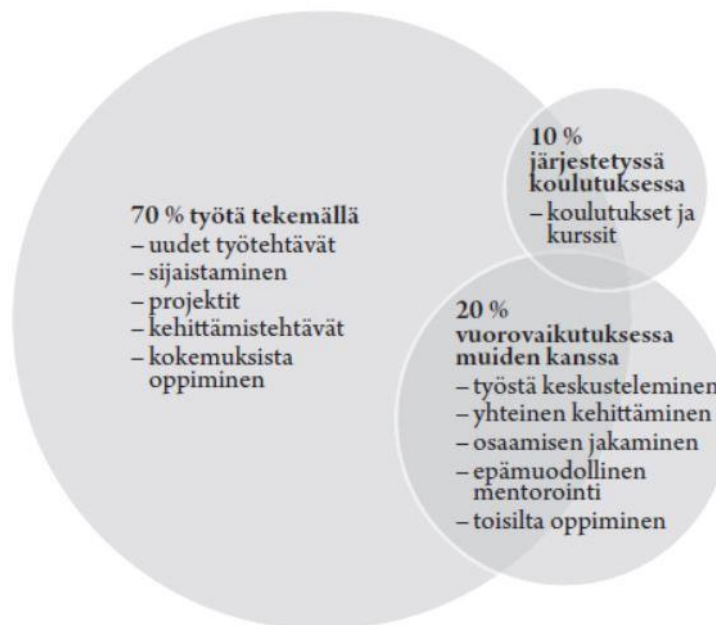 70 % työtä tekemällä
– uudet työtehtävät
– sijaistaminen
– projektit
– kehittämistehtävät
– kokemuksista
oppiminen
10 %
järjestetyssä
koulutuksessa
– koulutukset ja
kurssit
20 %
vuorovaikutuksessa
muiden kanssa
– työstä keskusteleminen
– yhteinen kehittäminen
– osaamisen jakaminen
– epämuodollinen
mentorointi
– toisilta oppiminen